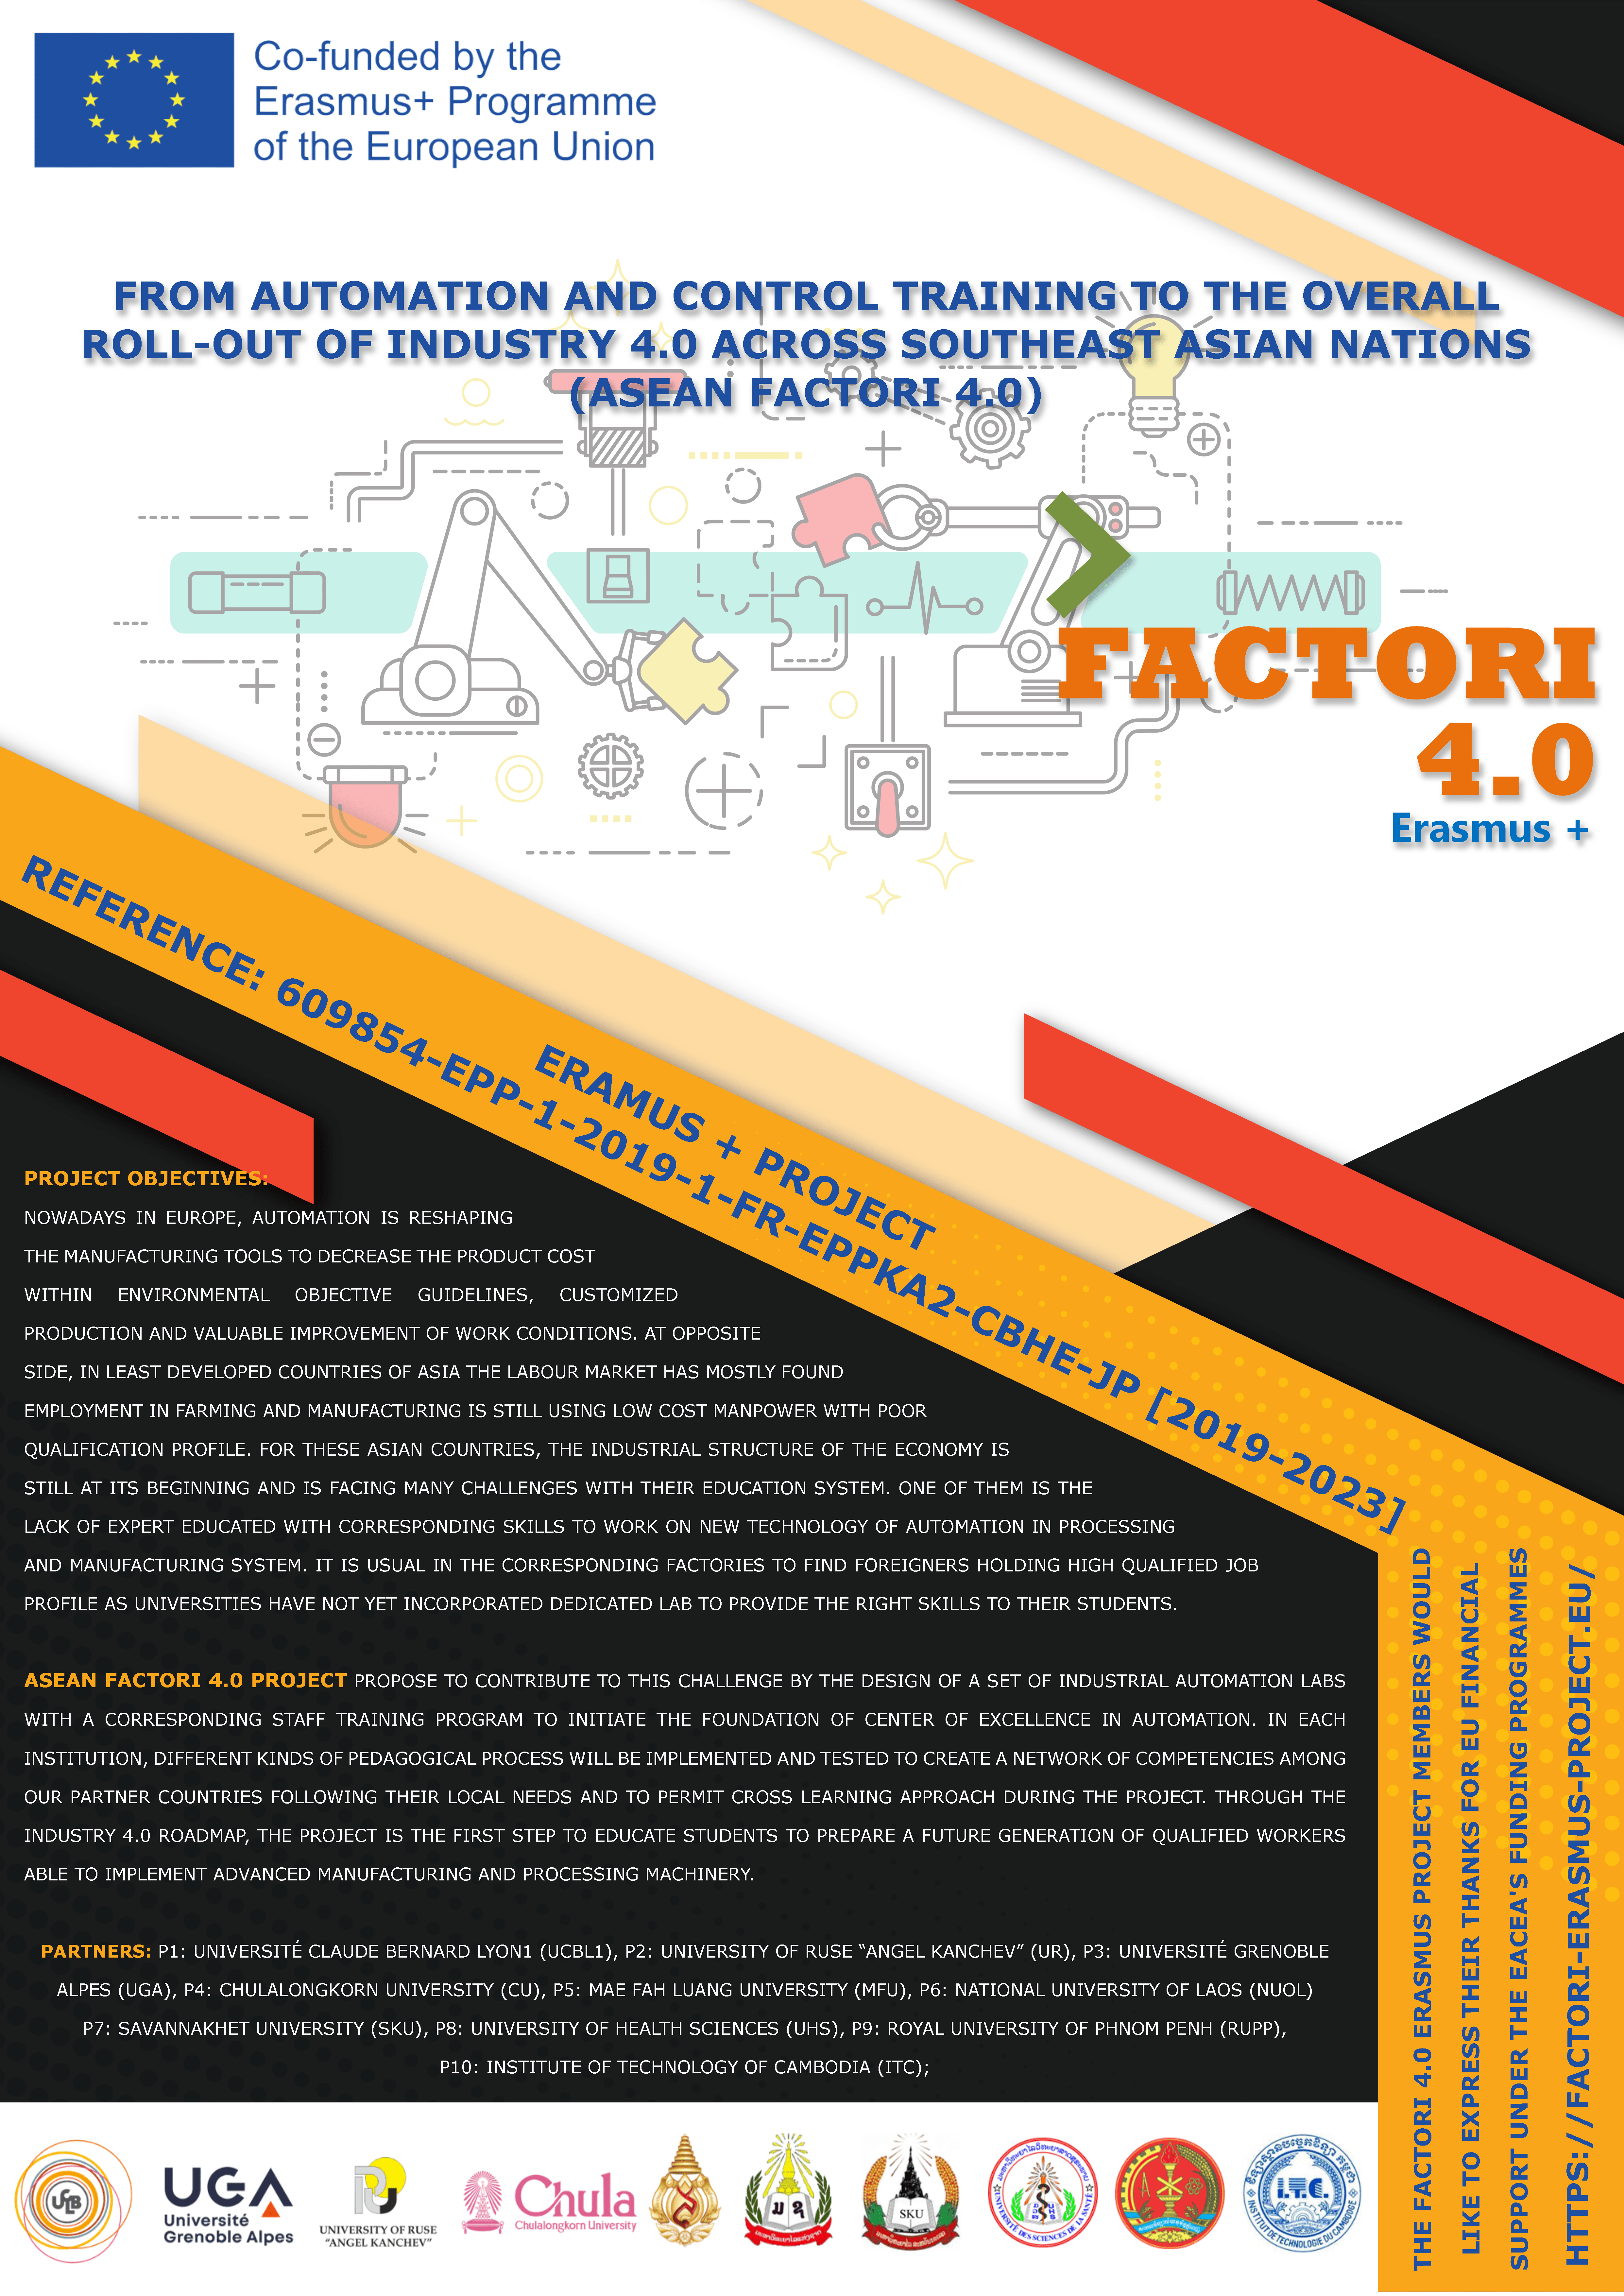 Co-funded by the
Erasmus+ Programme
of the European Union
FROM AUTOMATION AND CONTROL TRAINING TO THE OVERALL
ROLL-OUT OF INDUSTRY 4.0 ACROSS SOUTHEAST ASIAN NATIONS
(ASEAN FACTORI 4.0)
FACTORI
4.0
Erasmus +
ERAMUS + PROJECT
REFERENCE: 609854-EPP-1-2019-1-FR-EPPKA2-CBHE-JP [2019-2023]
PROJECT OBJECTIVES:
NOWADAYS IN EUROPE, AUTOMATION IS RESHAPING
THE MANUFACTURING TOOLS TO DECREASE THE PRODUCT COST
WITHIN ENVIRONMENTAL OBJECTIVE GUIDELINES, CUSTOMIZED
PRODUCTION AND VALUABLE IMPROVEMENT OF WORK CONDITIONS. AT OPPOSITE
SIDE, IN LEAST DEVELOPED COUNTRIES OF ASIA THE LABOUR MARKET HAS MOSTLY FOUND
EMPLOYMENT IN FARMING AND MANUFACTURING IS STILL USING LOW COST MANPOWER WITH POOR
QUALIFICATION PROFILE. FOR THESE ASIAN COUNTRIES, THE INDUSTRIAL STRUCTURE OF THE ECONOMY IS
STILL AT ITS BEGINNING AND IS FACING MANY CHALLENGES WITH THEIR EDUCATION SYSTEM. ONE OF THEM IS THE
LACK OF EXPERT EDUCATED WITH CORRESPONDING SKILLS TO WORK ON NEW TECHNOLOGY OF AUTOMATION IN PROCESSING
AND MANUFACTURING SYSTEM. IT IS USUAL IN THE CORRESPONDING FACTORIES TO FIND FOREIGNERS HOLDING HIGH QUALIFIED JOB
PROFILE AS UNIVERSITIES HAVE NOT YET INCORPORATED DEDICATED LAB TO PROVIDE THE RIGHT SKILLS TO THEIR STUDENTS.
ASEAN FACTORI 4.0 PROJECT PROPOSE TO CONTRIBUTE TO THIS CHALLENGE BY THE DESIGN OF A SET OF INDUSTRIAL AUTOMATION LABS
WITH A CORRESPONDING STAFF TRAINING PROGRAM TO INITIATE THE FOUNDATION OF CENTER OF EXCELLENCE IN AUTOMATION. IN EACH
INSTITUTION, DIFFERENT KINDS OF PEDAGOGICAL PROCESS WILL BE IMPLEMENTED AND TESTED TO CREATE A NETWORK OF COMPETENCIES AMONG
OUR PARTNER COUNTRIES FOLLOWING THEIR LOCAL NEEDS AND TO PERMIT CROSS LEARNING APPROACH DURING THE PROJECT. THROUGH THE
INDUSTRY 4.0 ROADMAP, THE PROJECT IS THE FIRST STEP TO EDUCATE STUDENTS TO PREPARE A FUTURE GENERATION OF QUALIFIED WORKERS
ABLE TO IMPLEMENT ADVANCED MANUFACTURING AND PROCESSING MACHINERY.
PARTNERS: P1: UNIVERSITÉ CLAUDE BERNARD LYON1 (UCBL1), P2: UNIVERSITY OF RUSE “ANGEL KANCHEV” (UR), P3: UNIVERSITÉ GRENOBLE
ALPES (UGA), P4: CHULALONGKORN UNIVERSITY (CU), P5: MAE FAH LUANG UNIVERSITY (MFU), P6: NATIONAL UNIVERSITY OF LAOS (NUOL)
P7: SAVANNAKHET UNIVERSITY (SKU), P8: UNIVERSITY OF HEALTH SCIENCES (UHS), P9: ROYAL UNIVERSITY OF PHNOM PENH (RUPP),
P10: INSTITUTE OF TECHNOLOGY OF CAMBODIA (ITC);
THE FACTORI 4.0 ERASMUS PROJECT MEMBERS WOULD
LIKE TO EXPRESS THEIR THANKS FOR EU FINANCIAL
SUPPORT UNDER THE EACEA'S FUNDING PROGRAMMES
HTTPS://FACTORI-ERASMUS-PROJECT.EU/
UGA
Université
Grenoble Alpes
UNIVERSITY OF RUSE
“ANGEL KANCHEV”
Chula
Chulalongkorn University
SKU
UNIVERSITÉ DES SCIENCES DE LA SANTÉ
I.T.C.
INSTITUT DE TECHNOLOGIE DU CAMBODGE